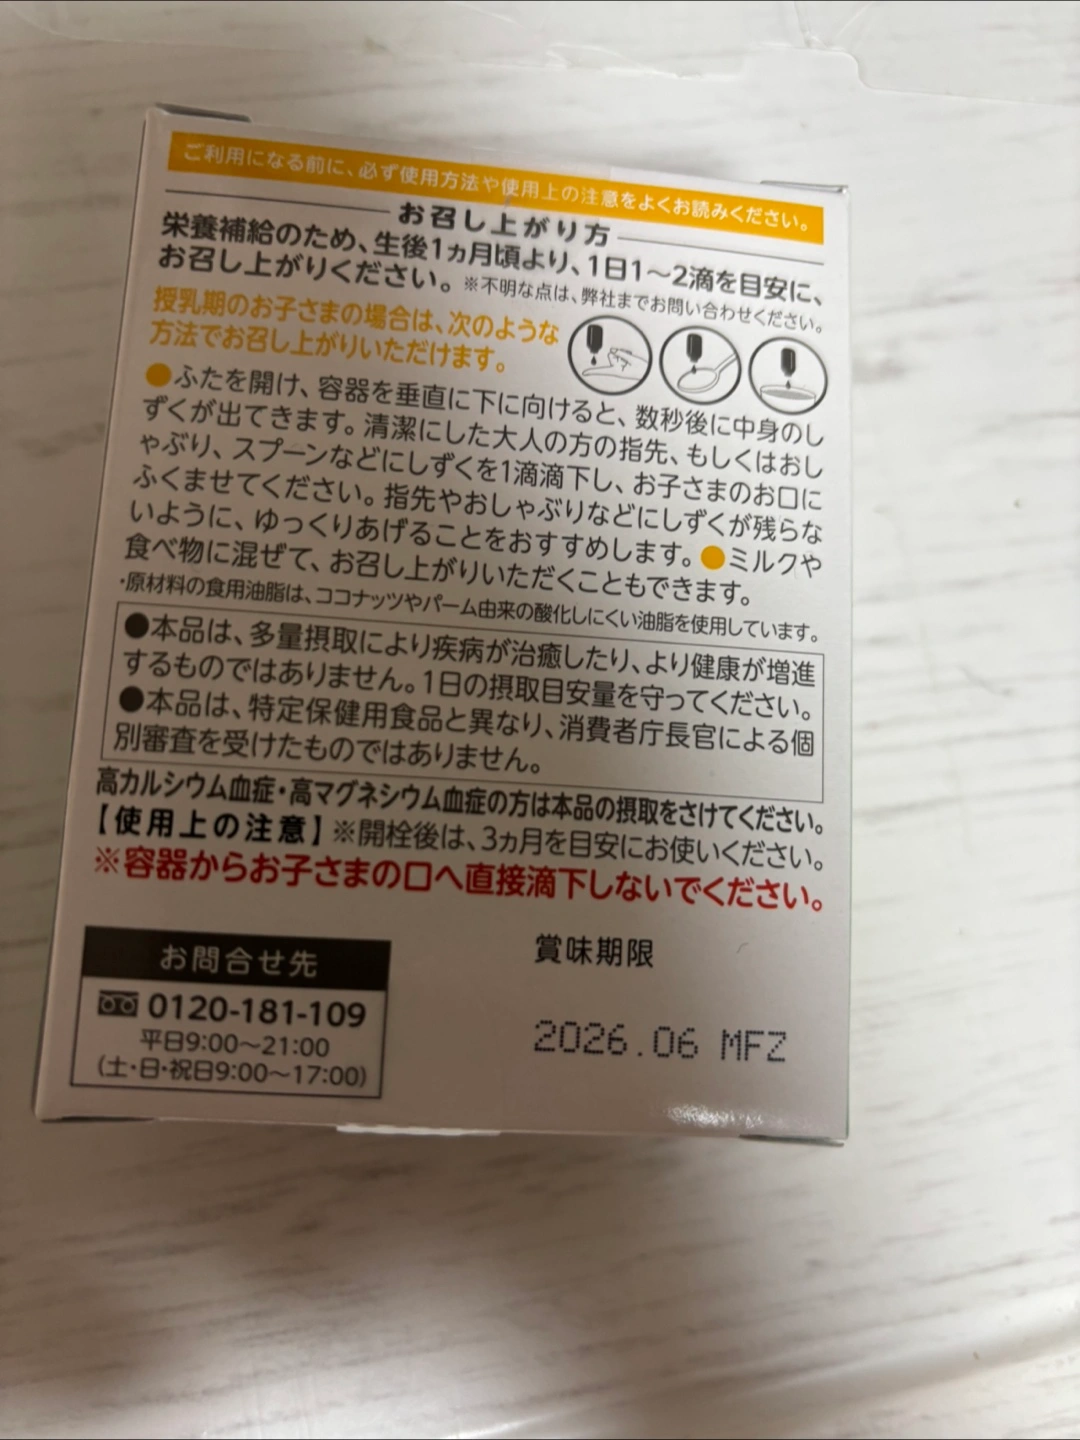 ご利用になる前に、必ず使用方法や使用上の注意をよくお読みください。
お召し上がり方
栄養補給のため、生後1ヵ月頃より、1日1〜2滴を目安に、
お召し上がりください。※不明な点は、弊社までお問い合わせください。
授乳期のお子さまの場合は、次のような
方法でお召し上がりいただけます。
●ふたを開け、容器を垂直に下に向けると、数秒後に中身のし
ずくが出てきます。清潔にした大人の方の指先、もしくはおし
ゃぶり、スプーンなどにしずくを1滴滴下し、お子さまのお口に
ふくませてください。指先やおしゃぶりなどにしずくが残らな
いように、ゆっくりあげることをおすすめします。●ミルクや
食べ物に混ぜて、お召し上がりいただくこともできます。
・原材料の食用油脂は、ココナッツやパーム由来の酸化しにくい油脂を使用しています。
●本品は、多量摂取により疾病が治癒したり、より健康が増進
するものではありません。1日の摂取目安量を守ってください。
●本品は、特定保健用食品と異なり、消費者庁長官による個
別審査を受けたものではありません。
高カルシウム血症・高マグネシウム血症の方は本品の摂取をさけてください。
【使用上の注意】※開栓後は、3ヵ月を目安にお使いください。
※容器からお子さまの口へ直接滴下しないでください。
お問合せ先
0120-181-109
平日9:00〜21:00
(土・日・祝日9:00〜17:00)
賞味期限
2026.06 MFZ